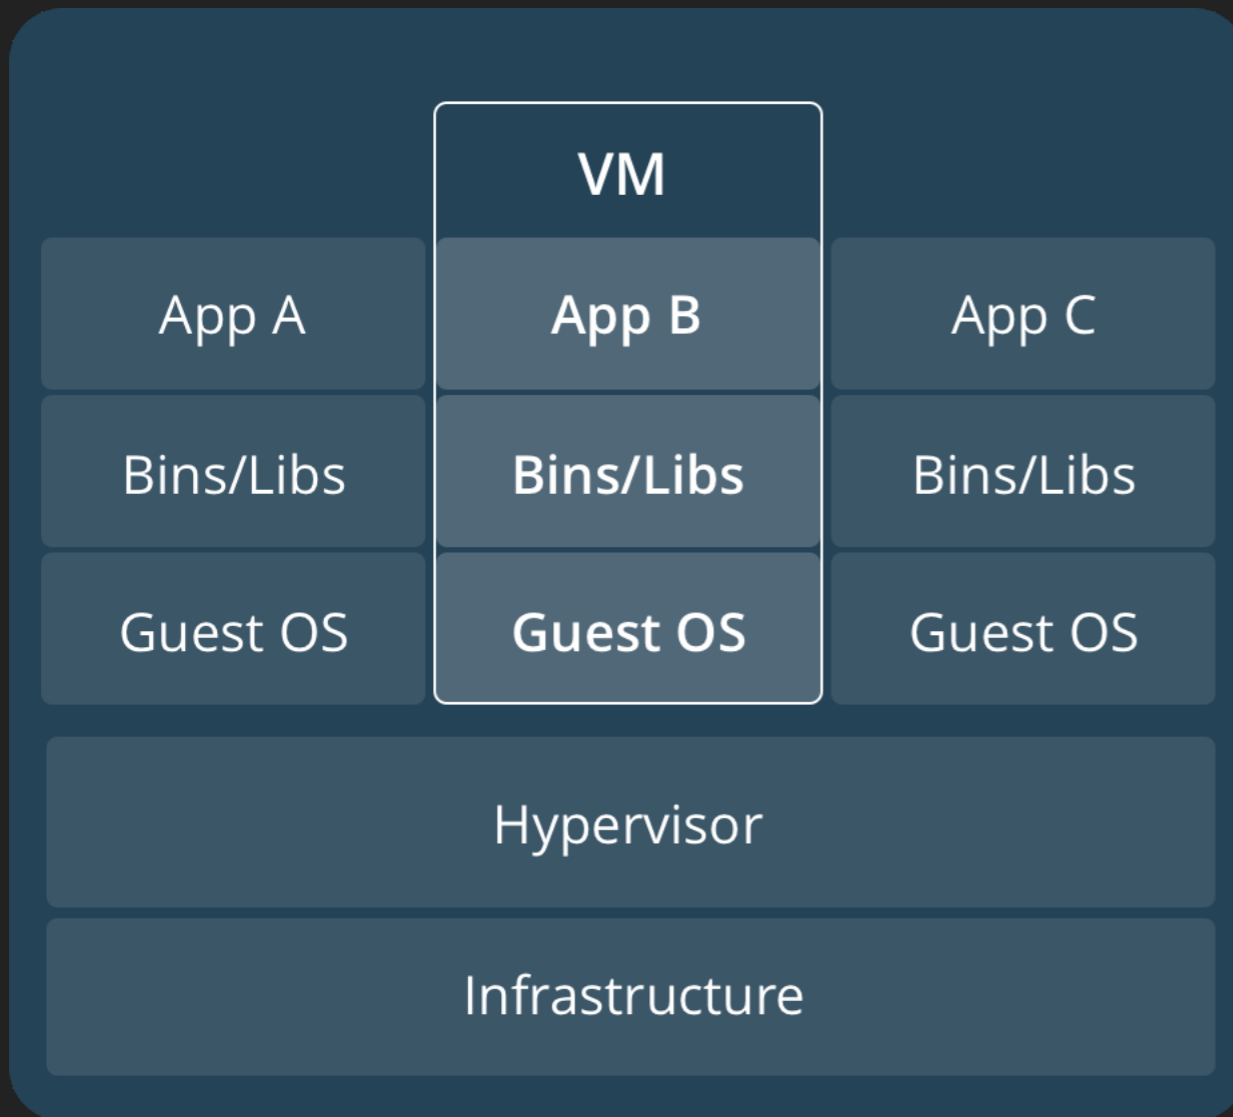 VM
App A
App B
App C
Bins/Libs
Bins/Libs
Bins/Libs
Guest OS
Guest OS
Guest OS
Hypervisor
Infrastructure